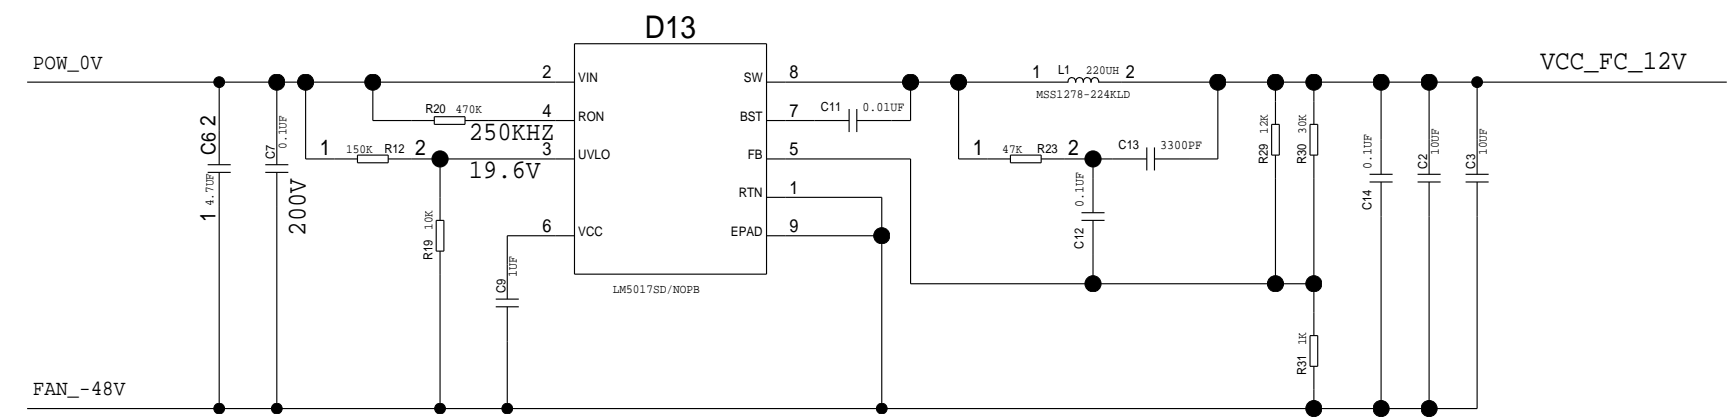 D13
POW_0V
2
VIN
SW
8
1
L1
220UH
2
VCC_FC_12V
MSS1278-224KLD
R20
470K
4
RON
BST
7
C11
0.01UF
250KHZ
1
150K
R12
2
3
UVLO
FB
5
1
47K
R23
2
C13
3300PF
19.6V
C6
2
1
4.7UF
C7
0.1UF
200V
R19
10K
RTN
1
6
VCC
EPAD
9
C9
1UF
LM5017SD/NOPB
C12
0.1UF
R29
12K
R30
30K
C14
0.1UF
C2
10UF
C3
10UF
R31
1K
FAN_-48V